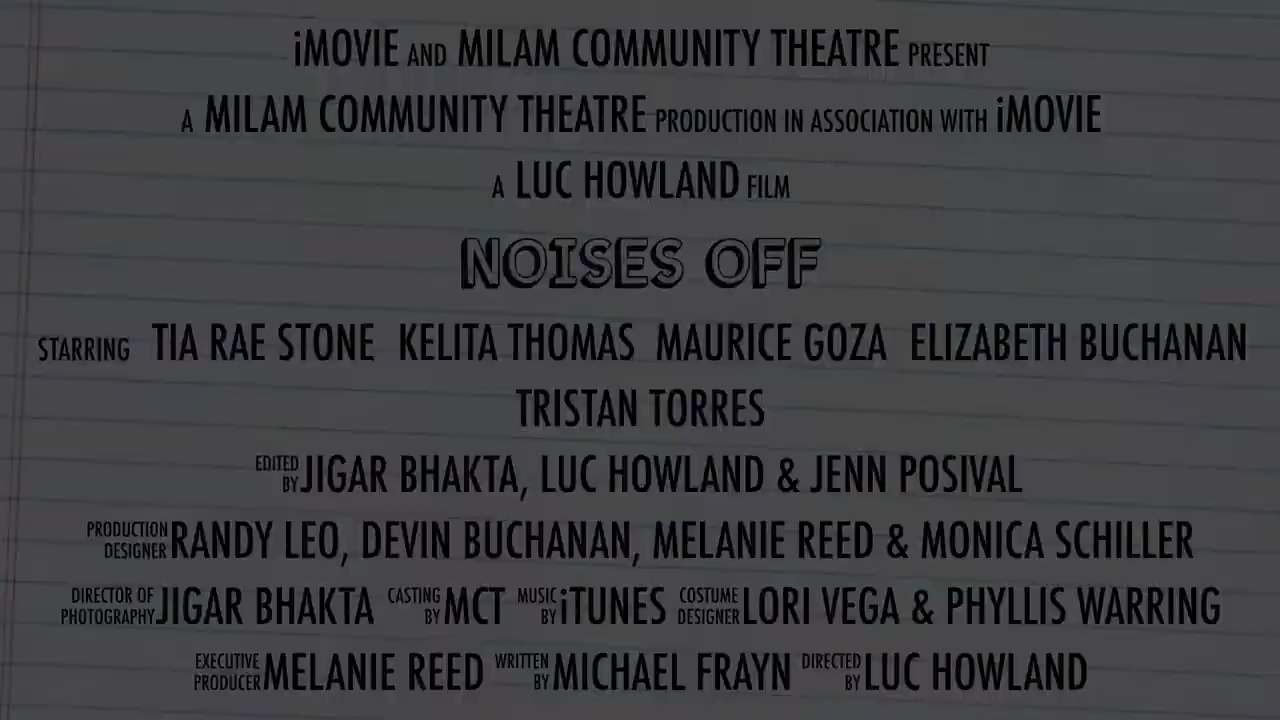 iMOVIE AND MILAM COMMUNITY THEATRE PRESENT
A MILAM COMMUNITY THEATRE PRODUCTION IN ASSOCIATION WITH iMOVIE
A LUC HOWLAND FILM
NOISES OFF
STARRING TIA RAE STONE KELITA THOMAS MAURICE GOZA ELIZABETH BUCHANAN
TRISTAN TORRES
EDITED BY JIGAR BHAKTA, LUC HOWLAND & JENN POSIVAL
PRODUCTION DESIGNER RANDY LEO, DEVIN BUCHANAN, MELANIE REED & MONICA SCHILLER
DIRECTOR OF PHOTOGRAPHY JIGAR BHAKTA CASTING BY MCT MUSIC BY iTUNES COSTUME DESIGNER LORI VEGA & PHYLLIS WARRING
EXECUTIVE PRODUCER MELANIE REED WRITTEN BY MICHAEL FRAYN DIRECTED BY LUC HOWLAND